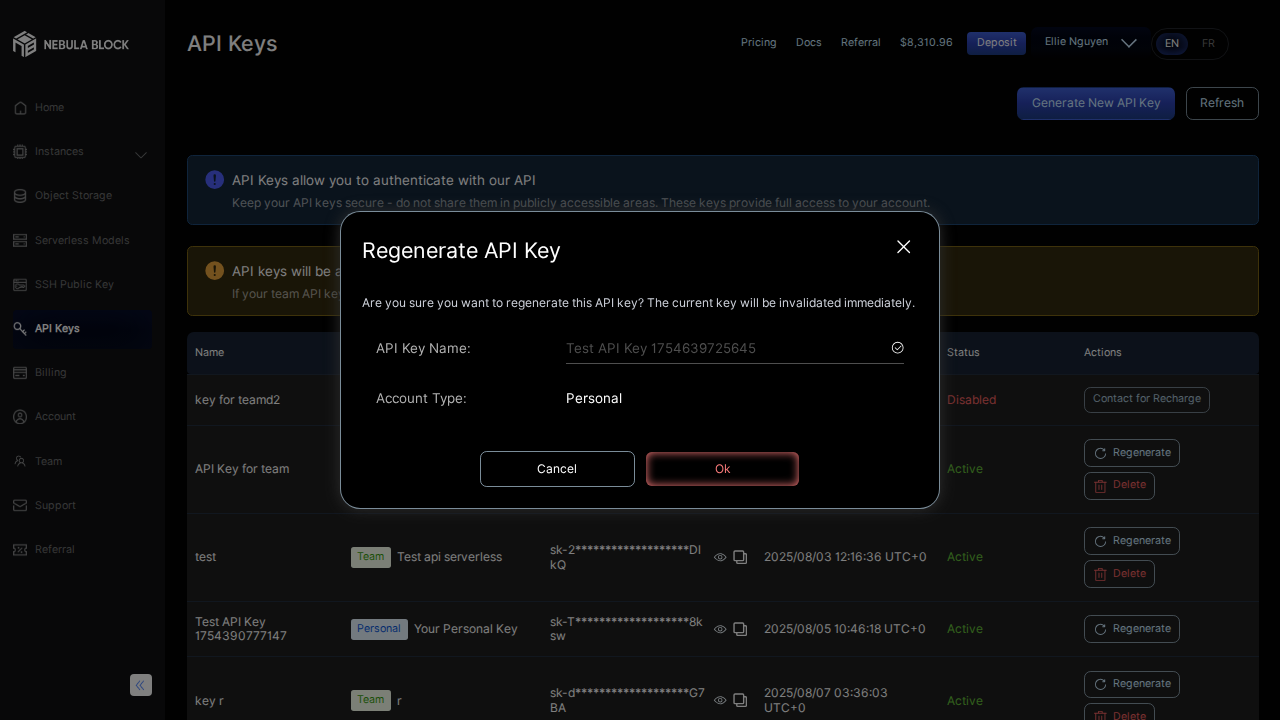 NEBULA BLOCK
API Keys
Pricing
Docs
Referral
$8,310.96
Deposit
Ellie Nguyen
EN
FR
Home
Instances
Object Storage
Serverless Models
SSH Public Key
API Keys
Billing
Account
Team
Support
Referral
Generate New API Key
Refresh
API Keys allow you to authenticate with our API
Keep your API keys secure - do not share them in publicly accessible areas. These keys provide full access to your account.
API keys will be a
If your team API key
Regenerate API Key
Are you sure you want to regenerate this API key? The current key will be invalidated immediately.
API Key Name:
Test API Key 1754639725645
Account Type:
Personal
Cancel
Ok
Name
Status
Actions
key for teamd2
Disabled
Contact for Recharge
API Key for team
Active
Regenerate
Delete
test
Team
Test api serverless
sk-2*******************DI
kQ
2025/08/03 12:16:36 UTC+0
Active
Regenerate
Delete
Test API Key
1754390777147
Personal
Your Personal Key
sk-T*******************8k
sw
2025/08/05 10:46:18 UTC+0
Active
Regenerate
key r
Team
r
sk-d*******************G7
BA
2025/08/07 03:36:03
UTC+0
Active
Regenerate
Delete